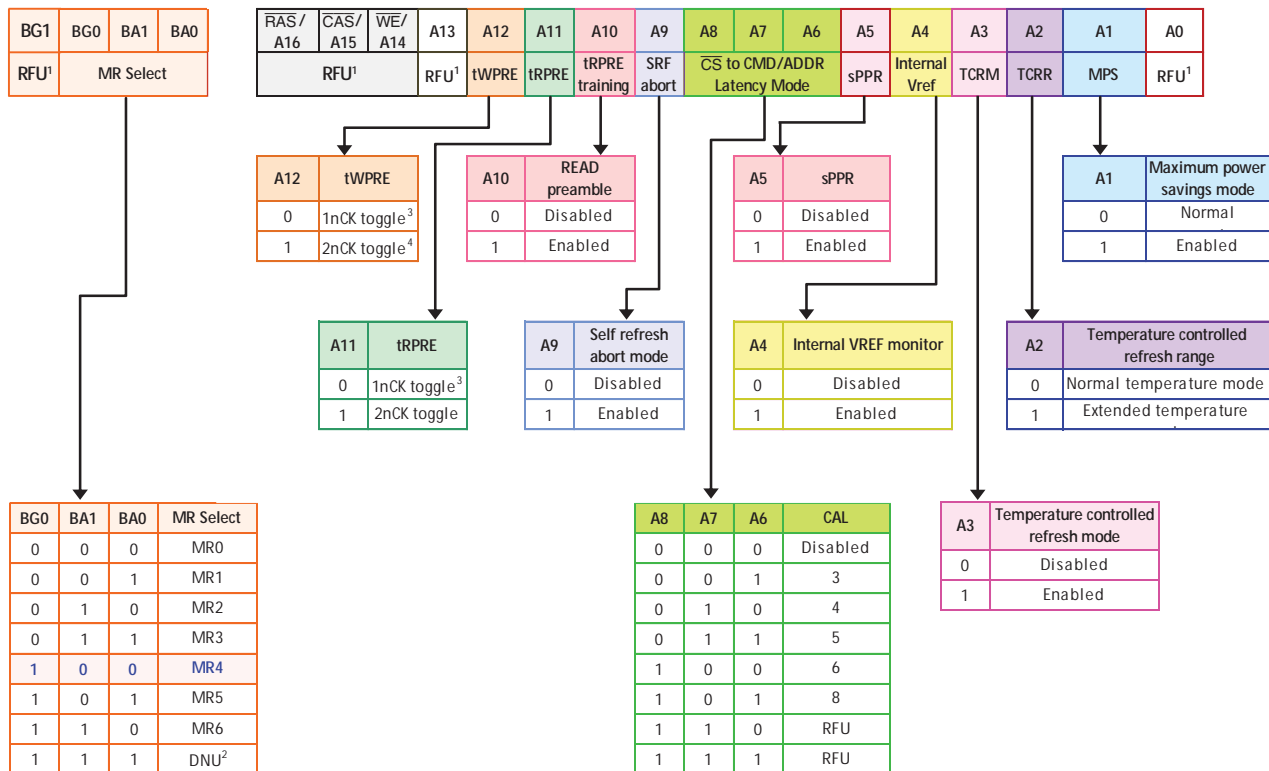 BG1 BG0 BA1 BA0
RFU¹ MR Select
RAS/ A16 CAS/ A15 WE/ A14 A13 A12 A11 A10 A9 A8 A7 A6 A5 A4 A3 A2 A1 A0
RFU¹ RFU¹ tWPRE tRPRE tRPRE training SRF abort CS to CMD/ADDR Latency Mode sPPR Internal Vref TCRM TCRR MPS RFU¹
A12 tWPRE
0 1nCK toggle³
1 2nCK toggle⁴
A10 READ preamble
0 Disabled
1 Enabled
A5 sPPR
0 Disabled
1 Enabled
A1 Maximum power savings mode
0 Normal
1 Enabled
A11 tRPRE
0 1nCK toggle³
1 2nCK toggle
A9 Self refresh abort mode
0 Disabled
1 Enabled
A4 Internal VREF monitor
0 Disabled
1 Enabled
A2 Temperature controlled refresh range
0 Normal temperature mode
1 Extended temperature
BG0 BA1 BA0 MR Select
0 0 0 MR0
0 0 1 MR1
0 1 0 MR2
0 1 1 MR3
1 0 0 MR4
1 0 1 MR5
1 1 0 MR6
1 1 1 DNU²
A8 A7 A6 CAL
0 0 0 Disabled
0 0 1 3
0 1 0 4
0 1 1 5
1 0 0 6
1 0 1 8
1 1 0 RFU
1 1 1 RFU
A3 Temperature controlled refresh mode
0 Disabled
1 Enabled